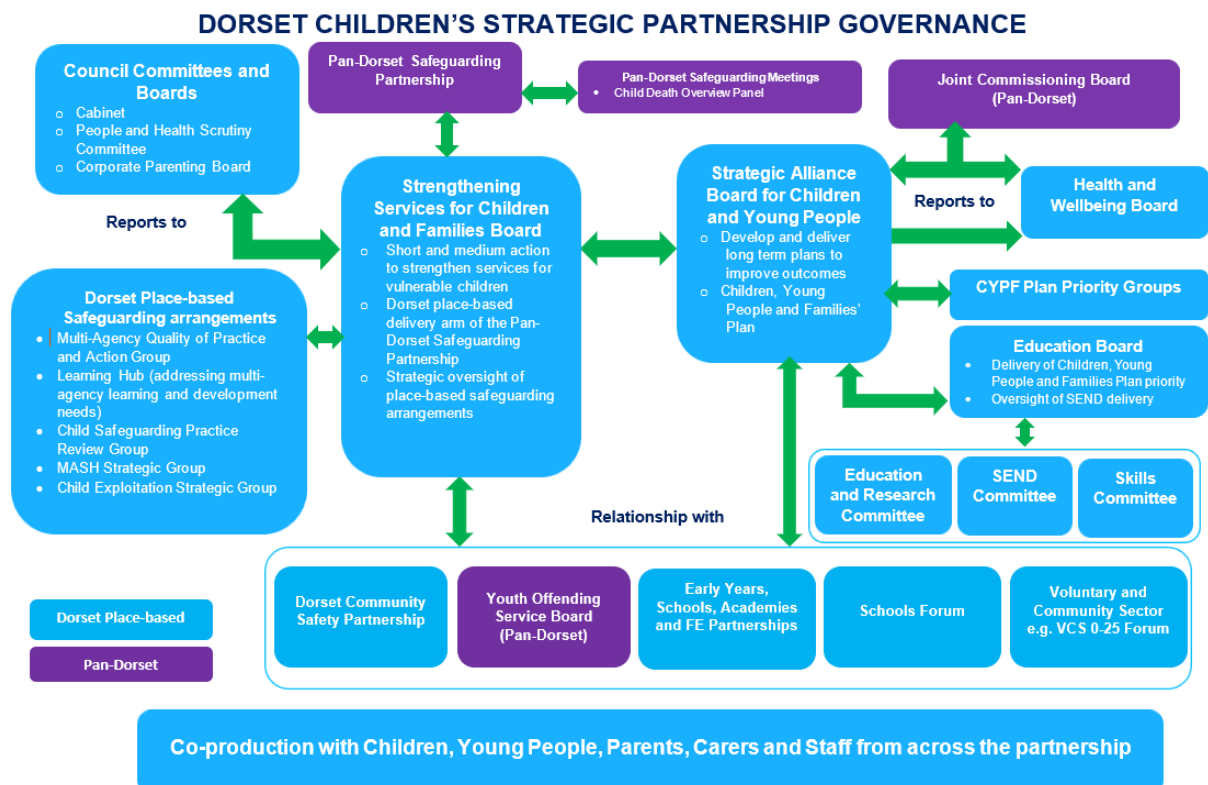 DORSET CHILDREN'S STRATEGIC PARTNERSHIP GOVERNANCE
Council Committees and
Boards
Cabinet
People and Health Scrutiny
Committee
Corporate Parenting Board
Pan-Dorset Safeguarding
Partnership
Pan-Dorset Safeguarding Meetings
Child Death Overview Panel
Joint Commissioning Board
(Pan-Dorset)
Reports to
Strengthening
Services for Children
and Families Board
Short and medium action
to strengthen services for
vulnerable children
Dorset place-based
delivery arm of the Pan-
Dorset Safeguarding
Partnership
Strategic oversight of
place-based safeguarding
arrangements
Strategic Alliance
Board for Children
and Young People
Develop and deliver
long term plans to
improve outcomes
Children, Young
People and Families'
Plan
Reports to
Health and
Wellbeing Board
CYPF Plan Priority Groups
Dorset Place-based
Safeguarding arrangements
Multi-Agency Quality of Practice
and Action Group
Learning Hub (addressing multi-
agency learning and development
needs)
Child Safeguarding Practice
Review Group
MASH Strategic Group
Child Exploitation Strategic Group
Education Board
Delivery of Children, Young
People and Families Plan priority
Oversight of SEND delivery
Education
and Research
Committee
SEND
Committee
Skills
Committee
Relationship with
Dorset Community
Safety Partnership
Youth Offending
Service Board
(Pan-Dorset)
Early Years,
Schools, Academies
and FE Partnerships
Schools Forum
Voluntary and
Community Sector
e.g. VCS 0-25 Forum
Dorset Place-based
Pan-Dorset
Co-production with Children, Young People, Parents, Carers and Staff from across the partnership